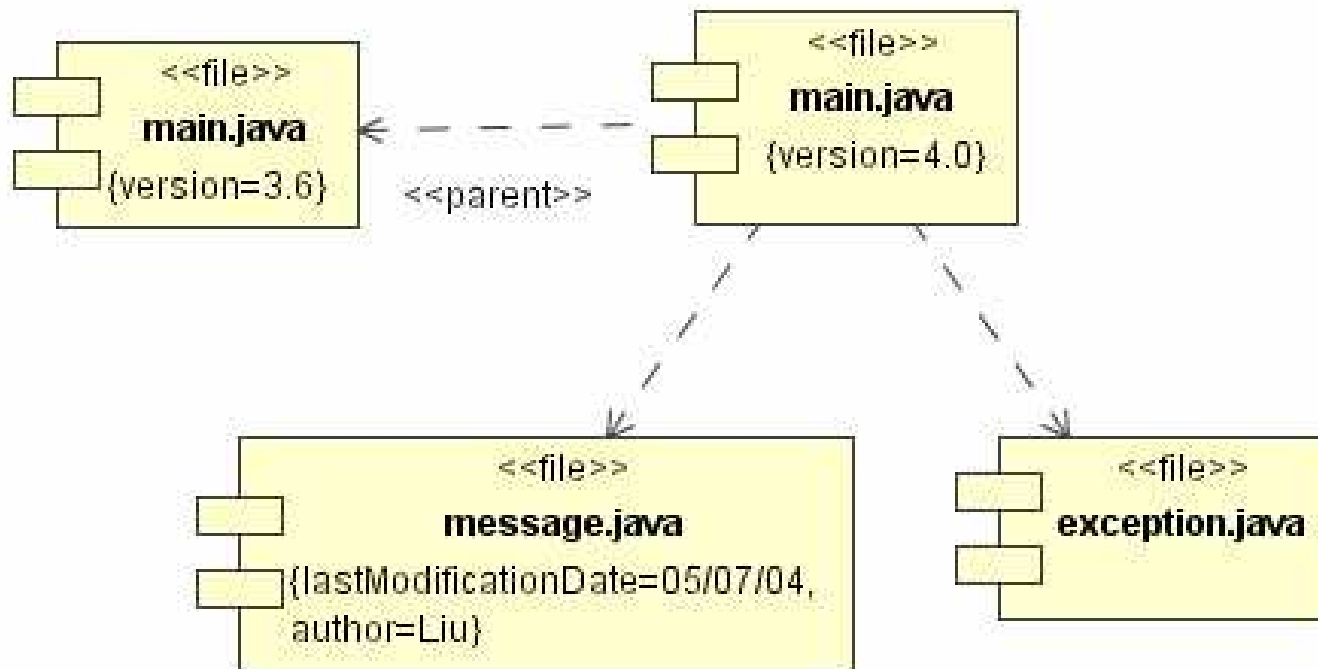 <<file>>
main.java
{version=3.6}
<<parent>>
<<file>>
main.java
{version=4.0}
<<file>>
message.java
{lastModificationDate=05/07/04,
author=Liu}
<<file>>
exception.java